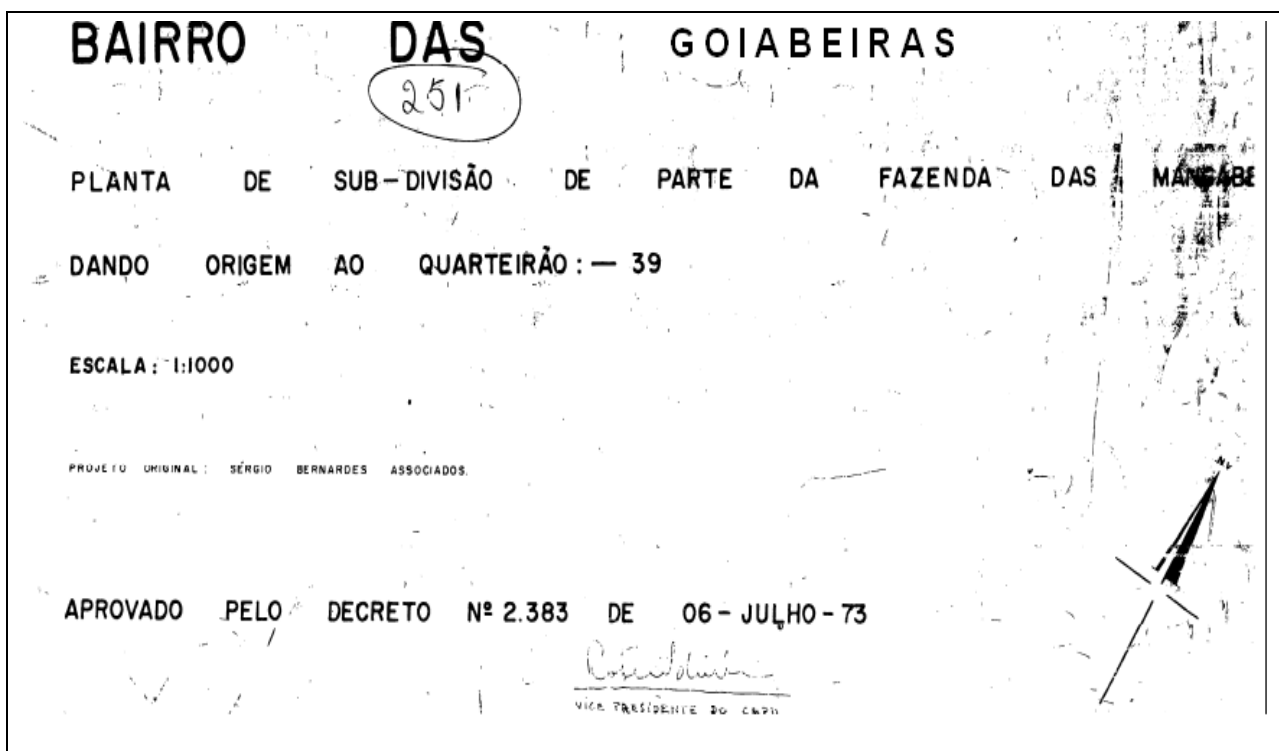 BAIRRO DAS GOIABEIRAS
251
PLANTA DE SUB-DIVISÃO DE PARTE DA FAZENDA DAS MANGABE
DANDO ORIGEM AO QUARTEIRÃO:— 39
ESCALA: 1:1000
PROJETO ORIGINAL: SÉRGIO BERNARDES ASSOCIADOS.
APROVADO PELO DECRETO Nº 2.383 DE 06-JULHO-73
VICE PRESIDENTE DO